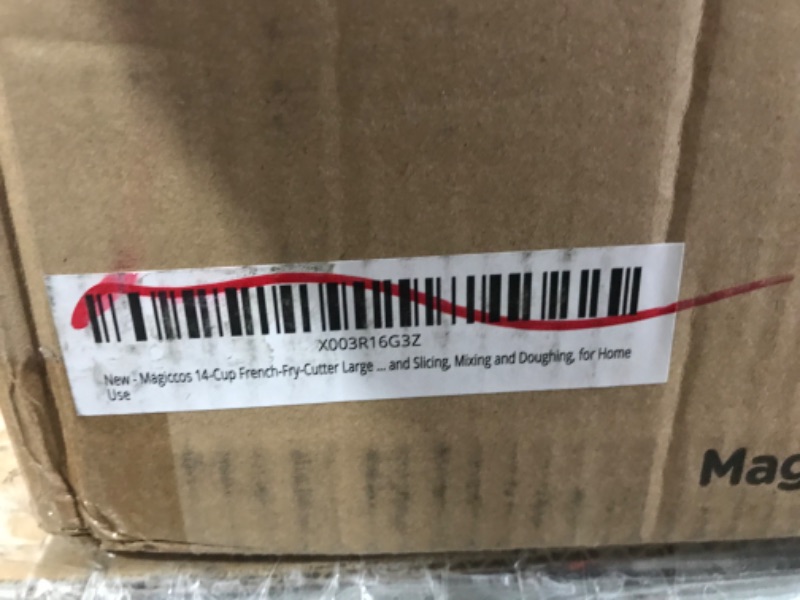 X003R16G3Z
New - Magiccos 14-Cup French-Fry-Cutter Large ... and Slicing, Mixing and Doughing, for Home
Use
Mag